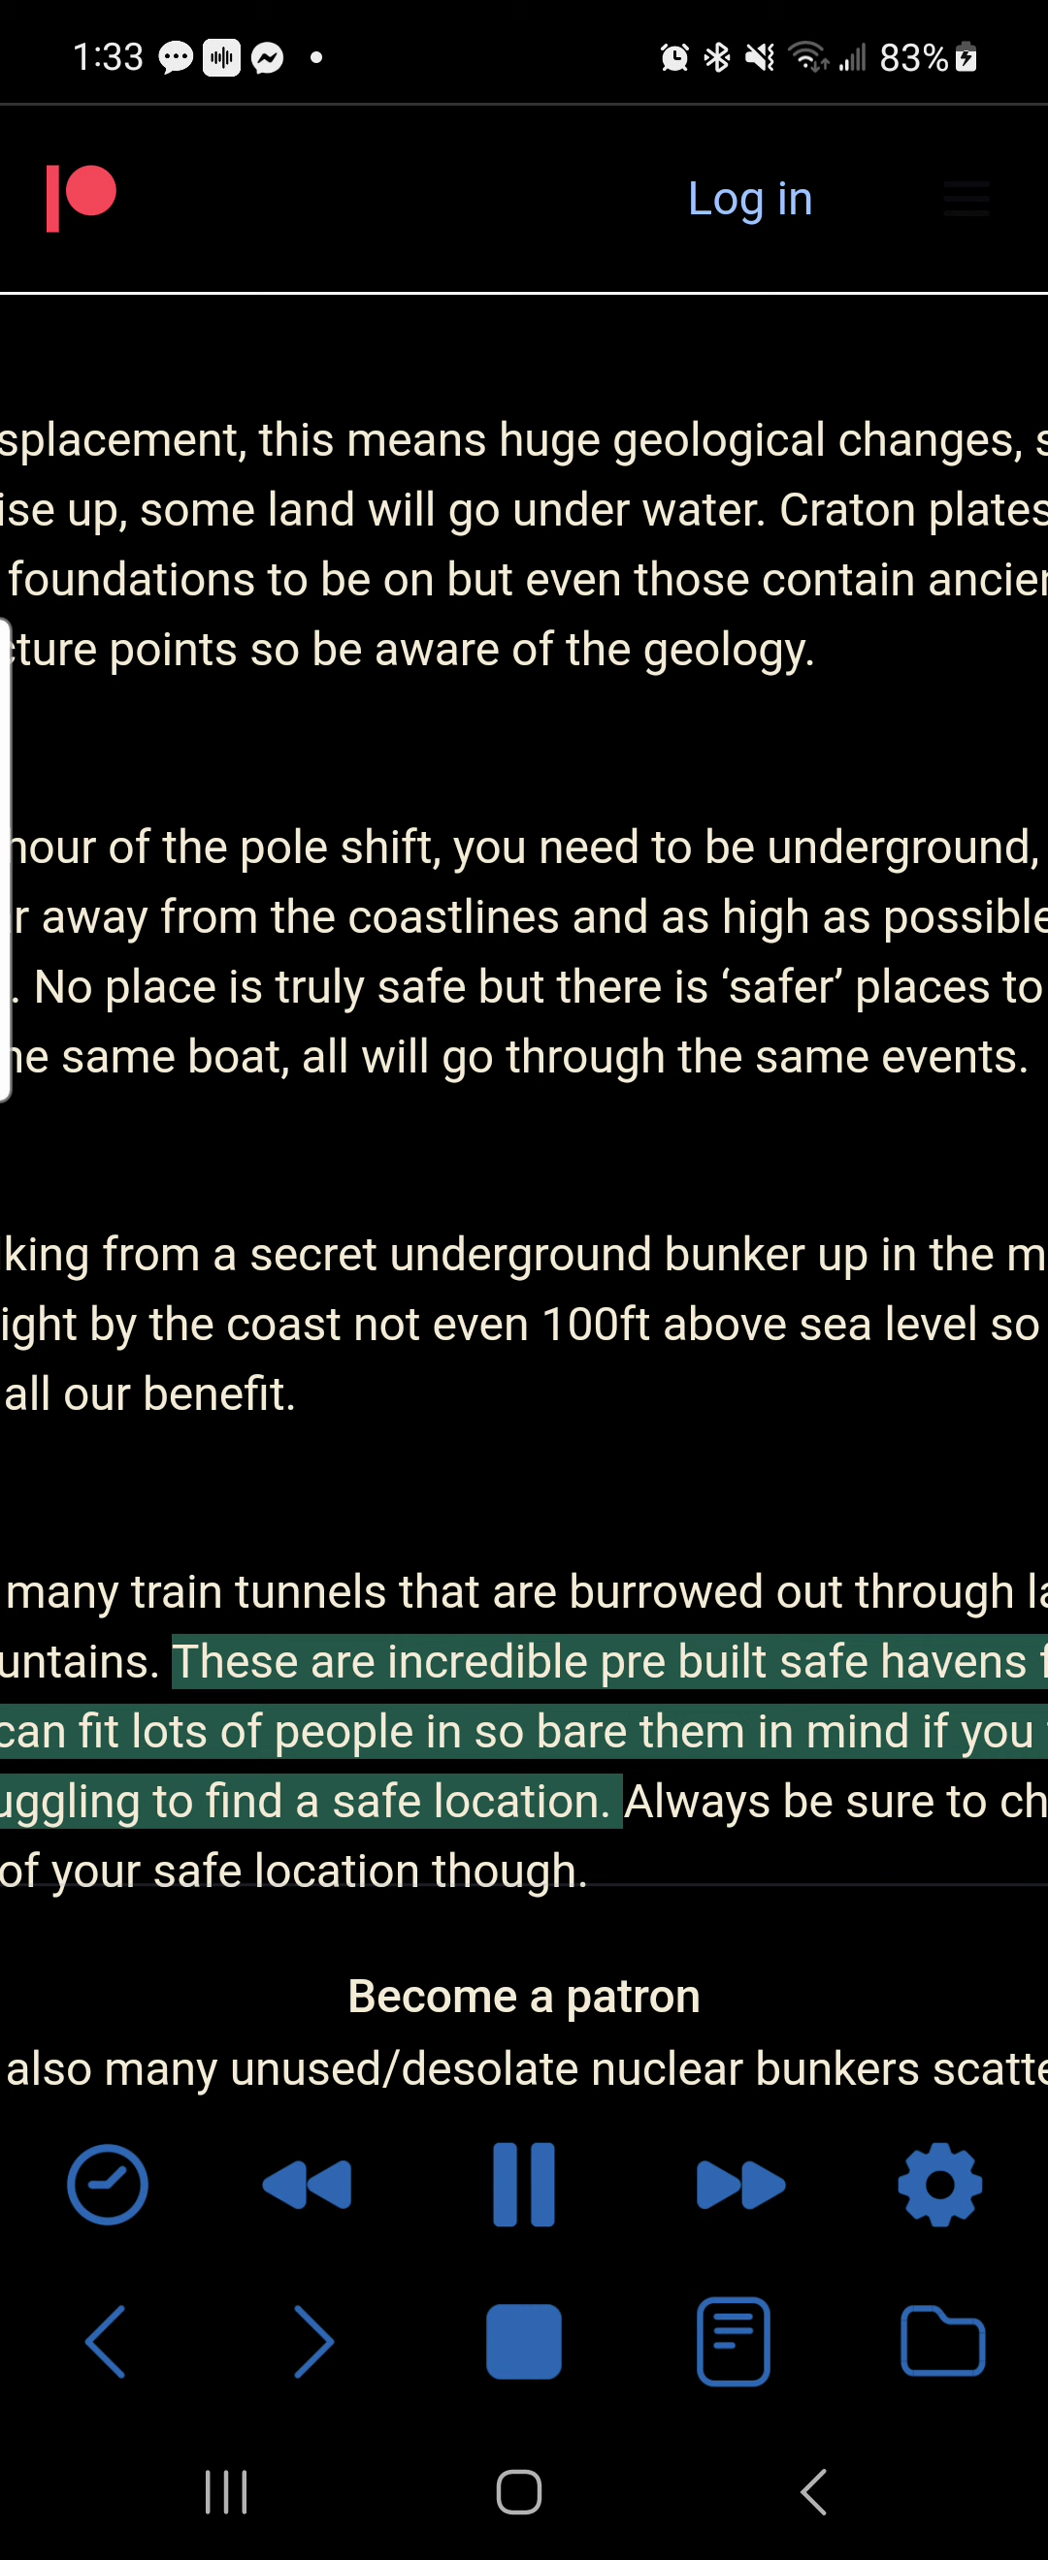 1:33
83%
Log in
splacement, this means huge geological changes, s
ise up, some land will go under water. Craton plates
foundations to be on but even those contain ancien
cture points so be aware of the geology.
hour of the pole shift, you need to be underground,
r away from the coastlines and as high as possible
. No place is truly safe but there is ‘safer’ places to
he same boat, all will go through the same events.
king from a secret underground bunker up in the m
ight by the coast not even 100ft above sea level so
all our benefit.
many train tunnels that are burrowed out through la
untains. These are incredible pre built safe havens f
can fit lots of people in so bare them in mind if you
uggling to find a safe location. Always be sure to ch
of your safe location though.
Become a patron
also many unused/desolate nuclear bunkers scatte